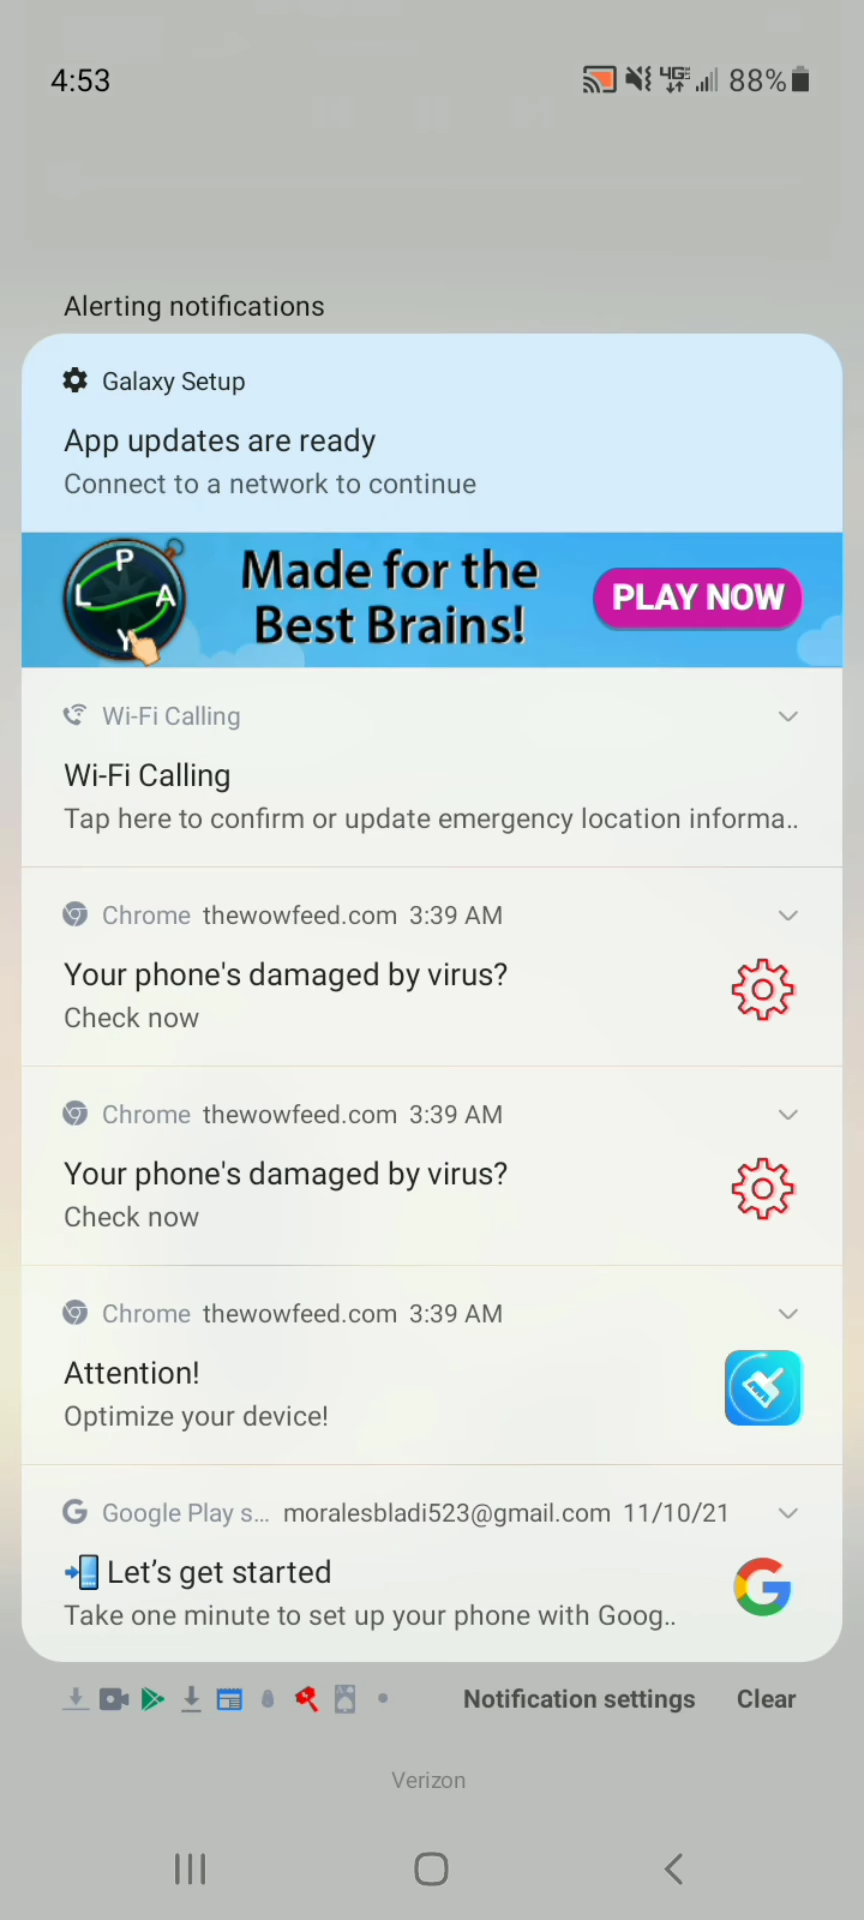 4:53
4G 88%
Alerting notifications
Galaxy Setup
App updates are ready
Connect to a network to continue
P
L A
Y
Made for the
Best Brains!
PLAY NOW
Wi-Fi Calling
Wi-Fi Calling
Tap here to confirm or update emergency location informa..
Chrome thewowfeed.com 3:39 AM
Your phone's damaged by virus?
Check now
Chrome thewowfeed.com 3:39 AM
Your phone's damaged by virus?
Check now
Chrome thewowfeed.com 3:39 AM
Attention!
Optimize your device!
G Google Play s... moralesbladi523@gmail.com 11/10/21
Let’s get started
G
Take one minute to set up your phone with Goog..
Notification settings Clear
Verizon